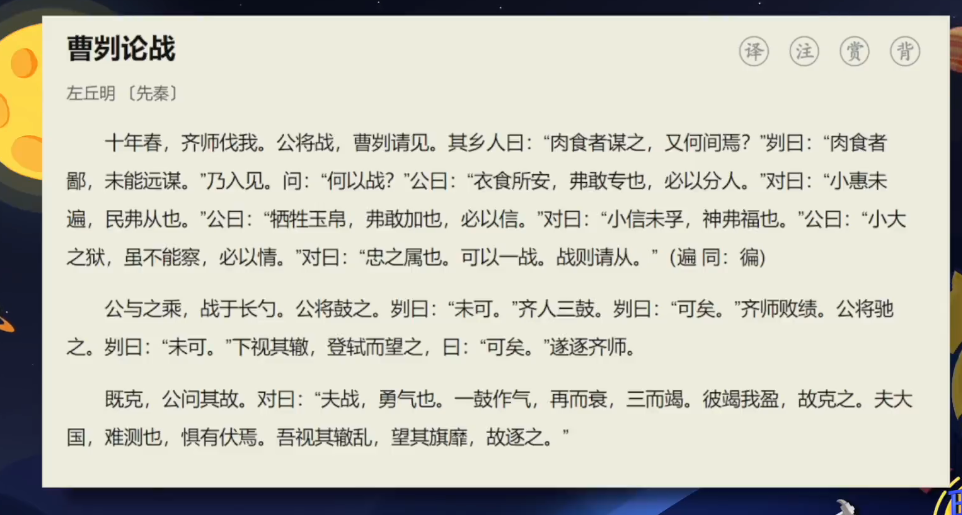 曹刿论战
译 注 赏 背
左丘明〔先秦〕
十年春，齐师伐我。公将战，曹刿请见。其乡人曰：“肉食者谋之，又何间焉？”刿曰：“肉食者
鄙，未能远谋。”乃入见。问：“何以战？”公曰：“衣食所安，弗敢专也，必以分人。”对曰：“小惠未
遍，民弗从也。”公曰：“牺牲玉帛，弗敢加也，必以信。”对曰：“小信未孚，神弗福也。”公曰：“小大
之狱，虽不能察，必以情。”对曰：“忠之属也。可以一战。战则请从。”（遍 同：徧）
公与之乘，战于长勺。公将鼓之。刿曰：“未可。”齐人三鼓。刿曰：“可矣。”齐师败绩。公将驰
之。刿曰：“未可。”下视其辙，登轼而望之，曰：“可矣。”遂逐齐师。
既克，公问其故。对曰：“夫战，勇气也。一鼓作气，再而衰，三而竭。彼竭我盈，故克之。夫大
国，难测也，惧有伏焉。吾视其辙乱，望其旗靡，故逐之。”